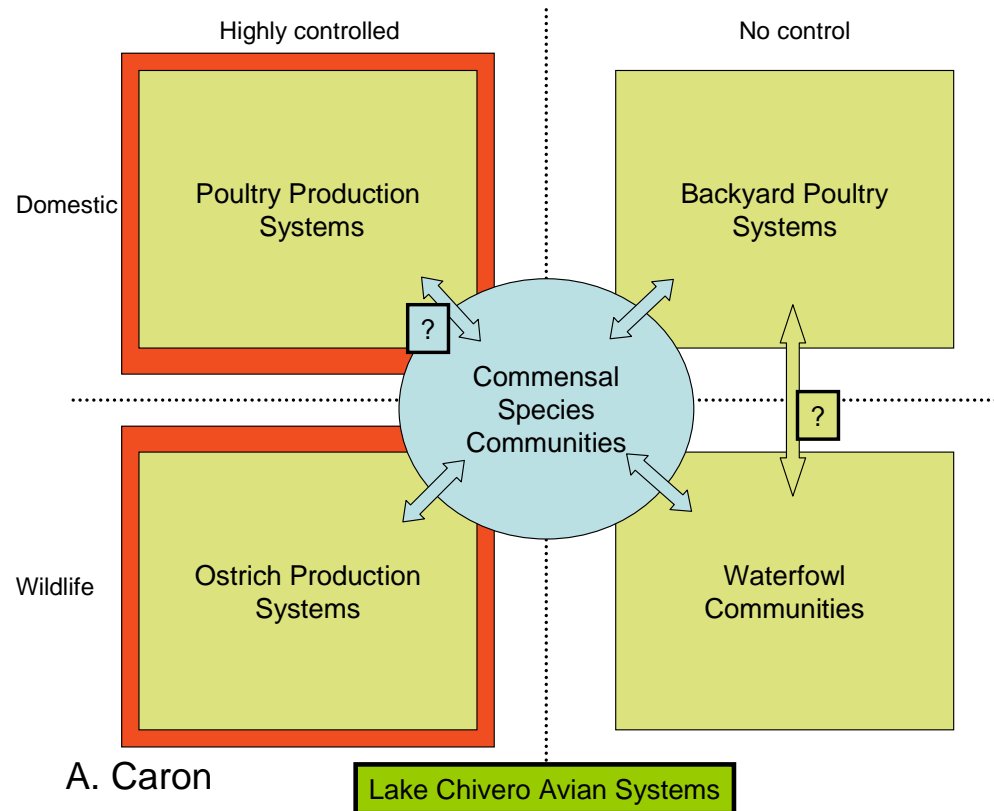 Highly controlled
No control
Domestic
Poultry Production
Systems
Backyard Poultry
Systems
?
Commensal
Species
Communities
?
Wildlife
Ostrich Production
Systems
Waterfowl
Communities
A. Caron
Lake Chivero Avian Systems